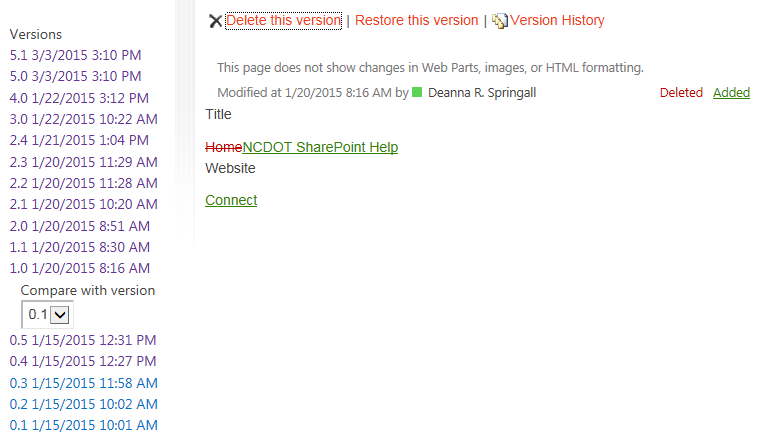 Versions
5.1 3/3/2015 3:10 PM
5.0 3/3/2015 3:10 PM
4.0 1/22/2015 3:12 PM
3.0 1/22/2015 10:22 AM
2.4 1/21/2015 1:04 PM
2.3 1/20/2015 11:29 AM
2.2 1/20/2015 11:28 AM
2.1 1/20/2015 10:20 AM
2.0 1/20/2015 8:51 AM
1.1 1/20/2015 8:30 AM
1.0 1/20/2015 8:16 AM
Compare with version
0.1
0.5 1/15/2015 12:31 PM
0.4 1/15/2015 12:27 PM
0.3 1/15/2015 11:58 AM
0.2 1/15/2015 10:02 AM
0.1 1/15/2015 10:01 AM
Delete this version | Restore this version | Version History
This page does not show changes in Web Parts, images, or HTML formatting.
Modified at 1/20/2015 8:16 AM by Deanna R. Springall Deleted Added
Title
HomeNCDOT SharePoint Help
Website
Connect